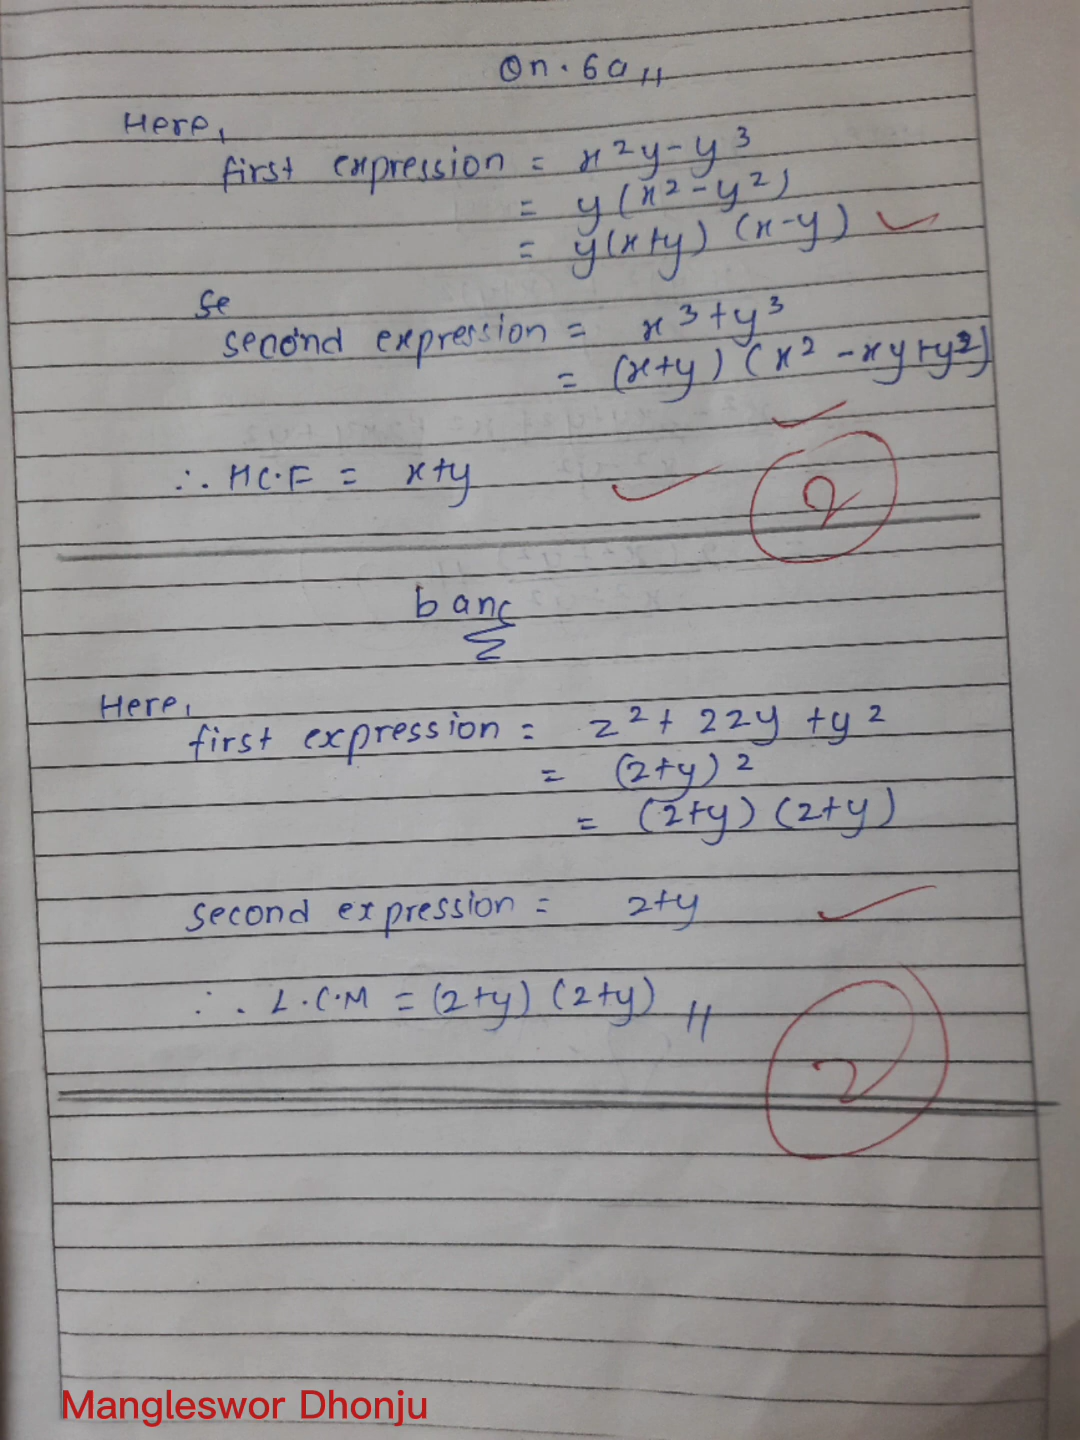 Qn. 6a
Here,
first expression = x²y-y³
= y(x²-y²)
= y(x+y) (x-y)
Se
second expression = x³+y³
= (x+y) (x² -xy+y²)
∴ H.C.F = x+y
2
b
Here,
first expression = z²+ 2zy +y²
= (z+y)²
= (z+y) (z+y)
second expression = z+y
∴ L.C.M = (z+y) (z+y)
2
Mangleswor Dhonju